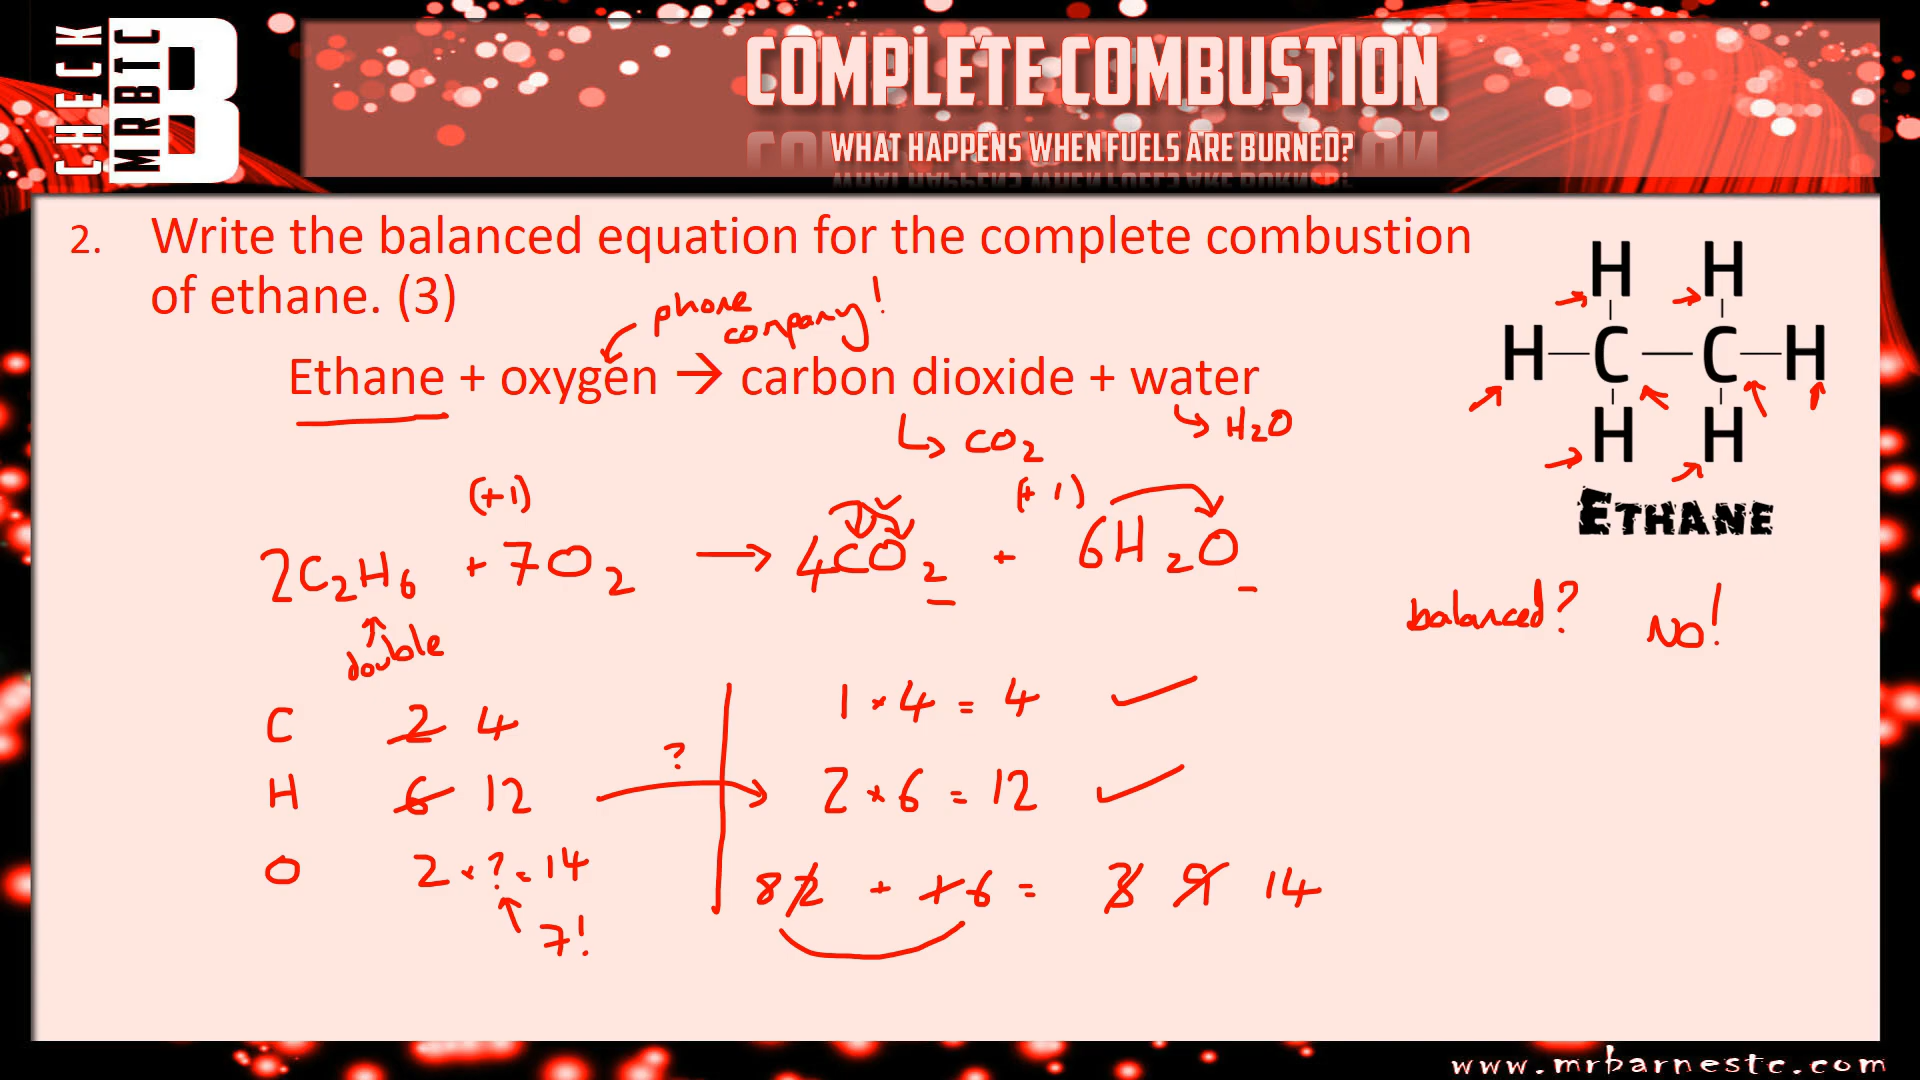 CHECK
MRBTC
B
COMPLETE COMBUSTION
WHAT HAPPENS WHEN FUELS ARE BURNED?
2. Write the balanced equation for the complete combustion
of ethane. (3)
phone
company!
Ethane + oxygen → carbon dioxide + water
↳ CO₂
↳ H₂O
(+1) (+1)
2C₂H₆ + 7O₂ → 4CO₂ + 6H₂O
double
H H
H—C—C—H
H H
ETHANE
balanced? NO!
C 2 4 1 × 4 = 4 ✓
H 6 12 ? 2 × 6 = 12 ✓
O 2 × ? = 14 8 2 + 1 6 = 3 9 14
7!
www.mrbarnestc.com